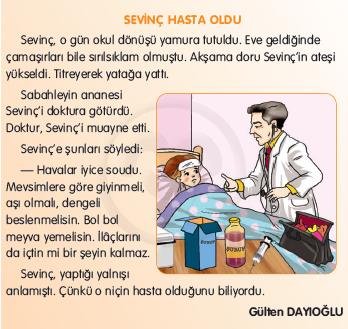 SEVİNÇ HASTA OLDU
Sevinç, o gün okul dönüşü yamura tutuldu. Eve geldiğinde
çamaşırları bile sırılsıklam olmuştu. Akşama doru Sevinç'in ateşi
yükseldi. Titreyerek yatağa yattı.
Sabahleyin ananesi
Sevinç'i doktura götürdü.
Doktur, Sevinç'i muayne etti.
Sevinç'e şunları söyledi:
— Havalar iyice soudu.
Mevsimlere göre giyinmeli,
aşı olmalı, dengeli
beslenmelisin. Bol bol
meyva yemelisin. İlâçlarını
da içtin mi bir şeyin kalmaz.
Sevinç, yaptığı yalnışı
anlamıştı. Çünkü o niçin hasta olduğunu biliyordu.
Gülten DAYIOĞLU